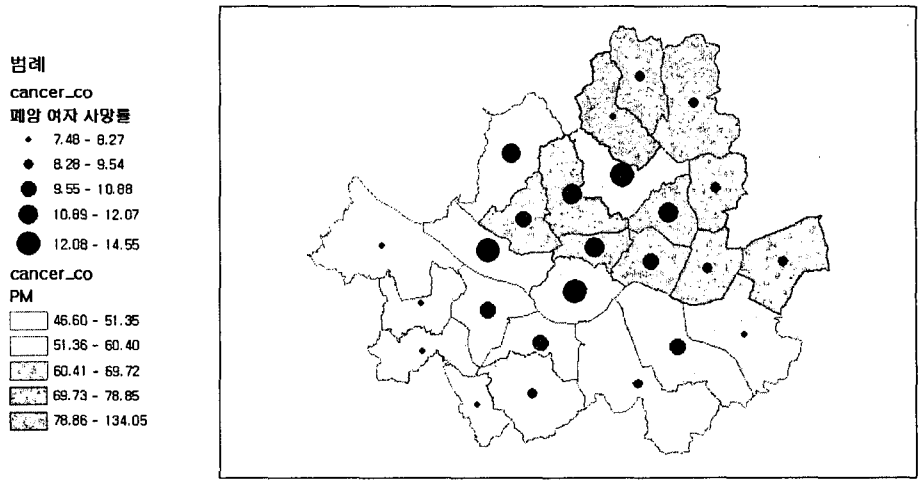 범례
cancer_co
폐암 여자 사망률
7.48 - 8.27
8.28 - 9.54
9.55 - 10.88
10.89 - 12.07
12.08 - 14.55
cancer_co
PM
46.60 - 51.35
51.36 - 60.40
60.41 - 69.72
69.73 - 78.85
78.86 - 134.05